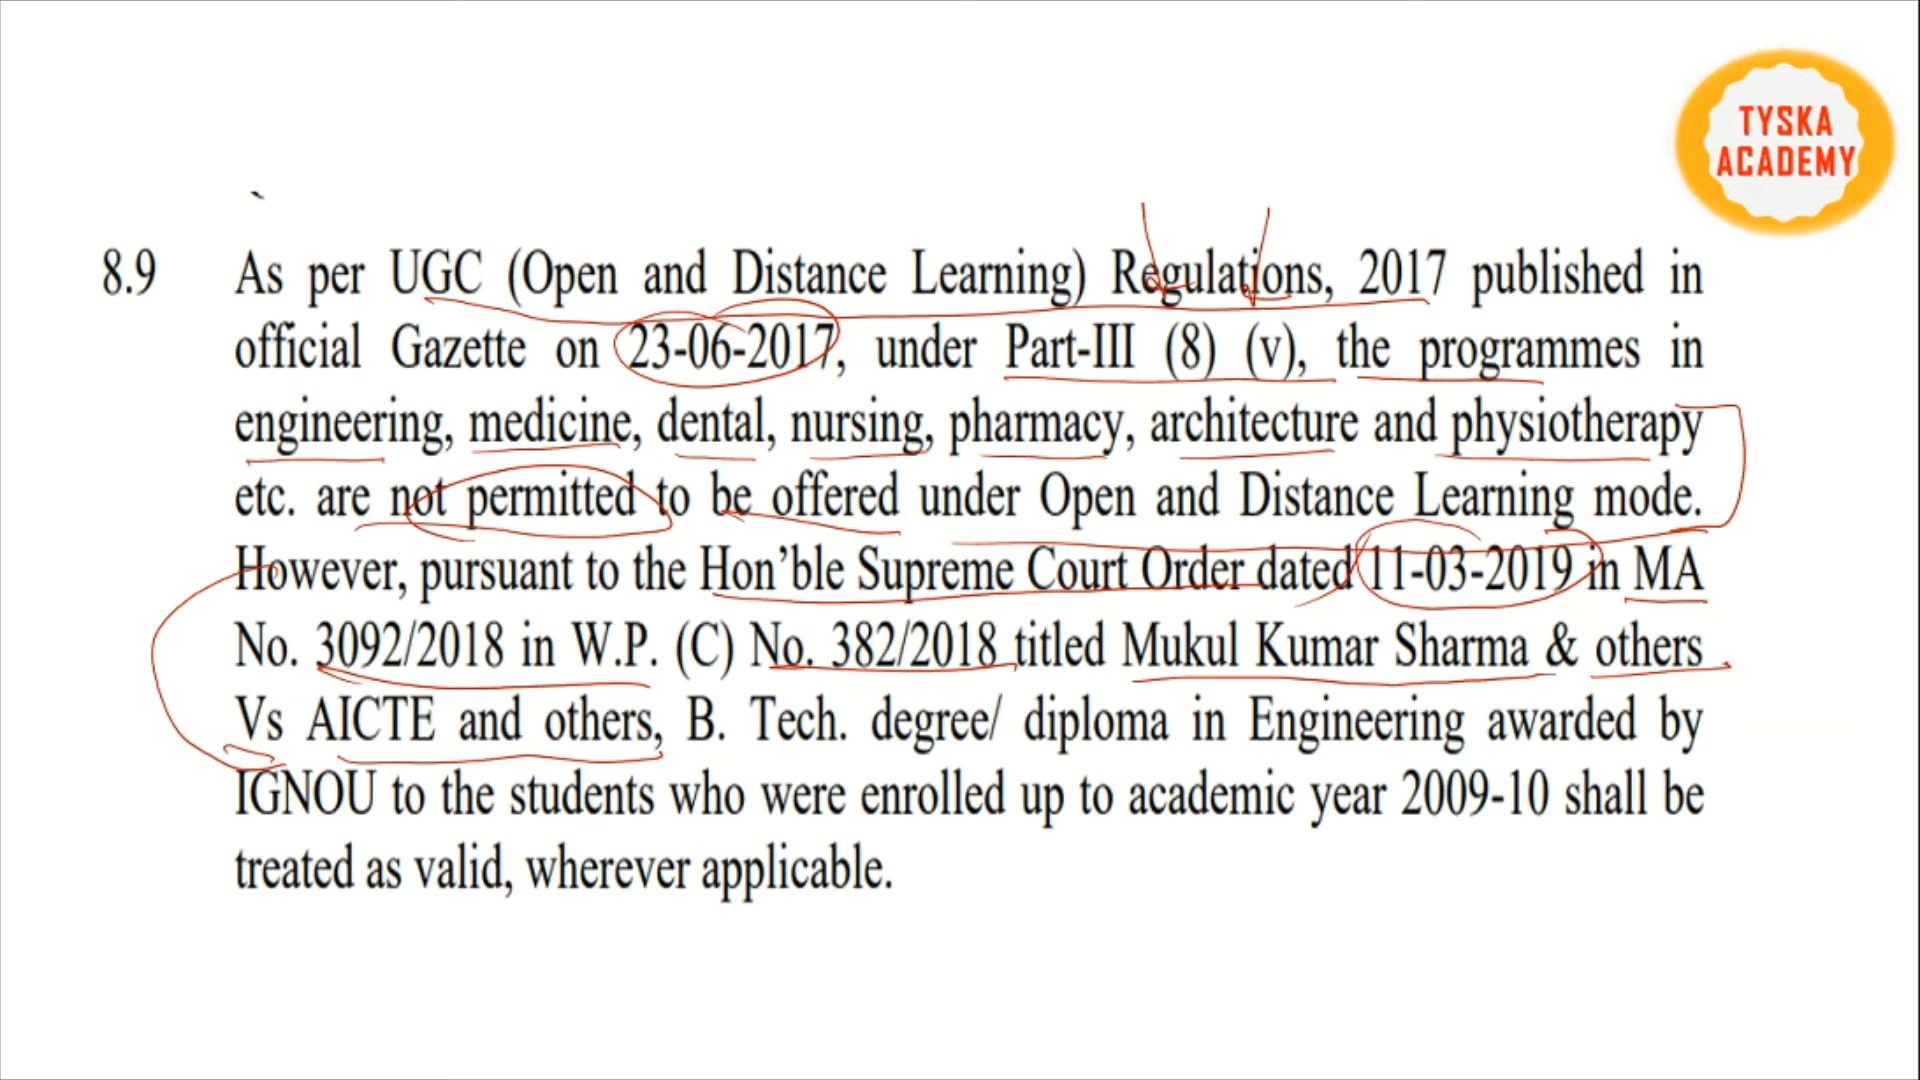 TYSKA
ACADEMY
8.9 As per UGC (Open and Distance Learning) Regulations, 2017 published in
official Gazette on 23-06-2017, under Part-III (8) (v), the programmes in
engineering, medicine, dental, nursing, pharmacy, architecture and physiotherapy
etc. are not permitted to be offered under Open and Distance Learning mode.
However, pursuant to the Hon’ble Supreme Court Order dated 11-03-2019 in MA
No. 3092/2018 in W.P. (C) No. 382/2018 titled Mukul Kumar Sharma & others
Vs AICTE and others, B. Tech. degree/ diploma in Engineering awarded by
IGNOU to the students who were enrolled up to academic year 2009-10 shall be
treated as valid, wherever applicable.